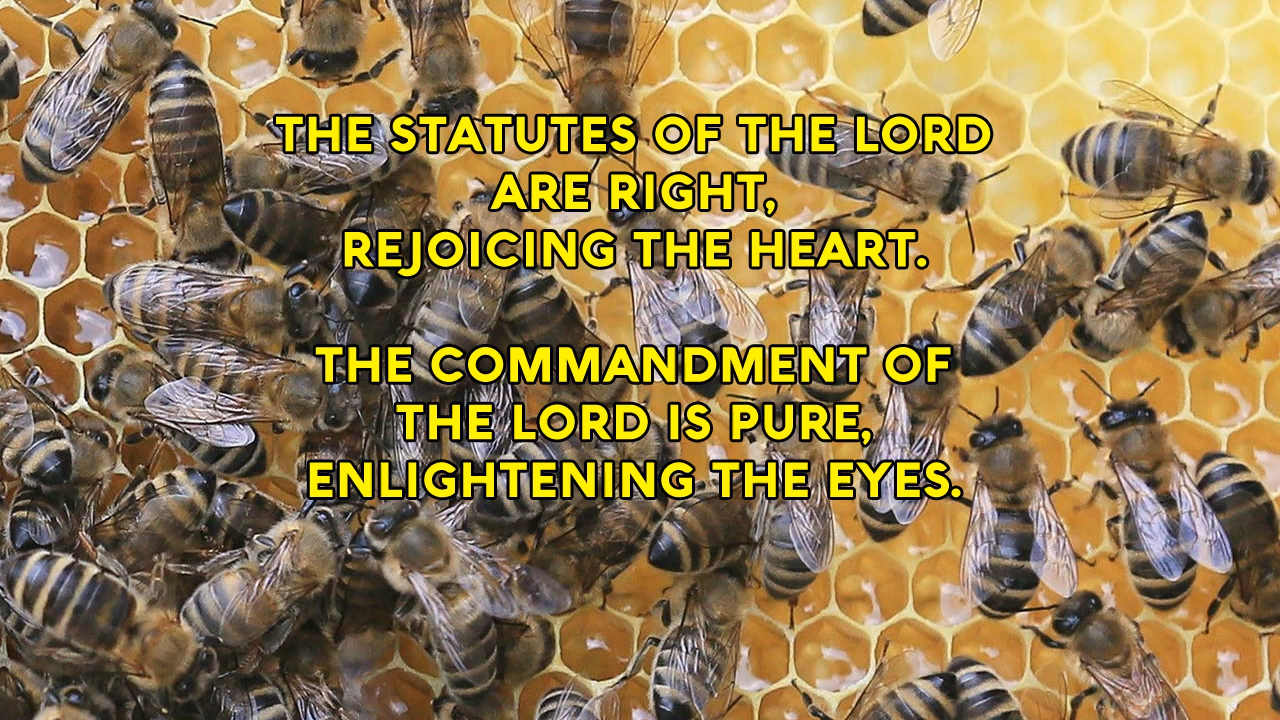 THE STATUTES OF THE LORD
ARE RIGHT,
REJOICING THE HEART.
THE COMMANDMENT OF
THE LORD IS PURE,
ENLIGHTENING THE EYES.